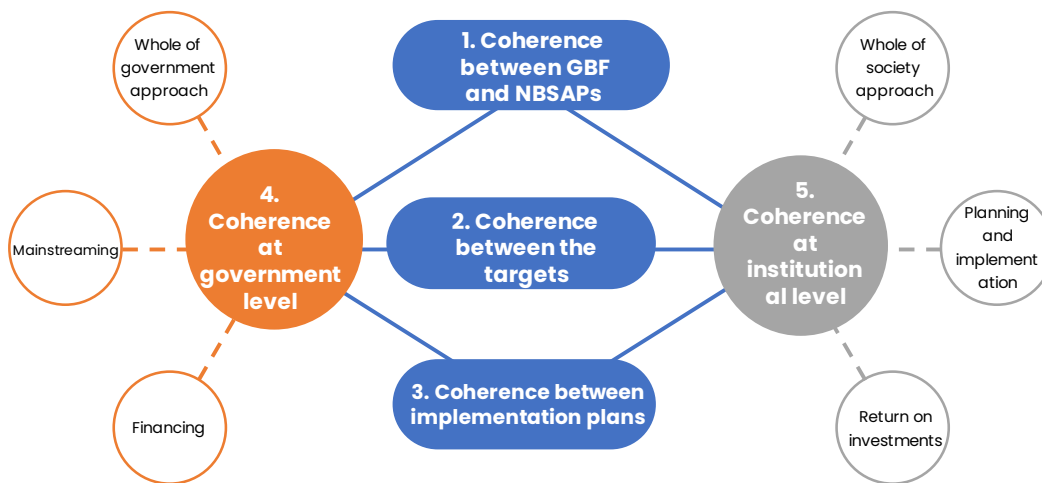 Whole of
government
approach
Mainstreaming
Financing
4.
Coherence
at
government
level
1. Coherence
between GBF
and NBSAPs
2. Coherence
between the
targets
3. Coherence between
implementation plans
5.
Coherence
at
institution
al level
Whole of
society
approach
Planning
and
implement
ation
Return on
investments